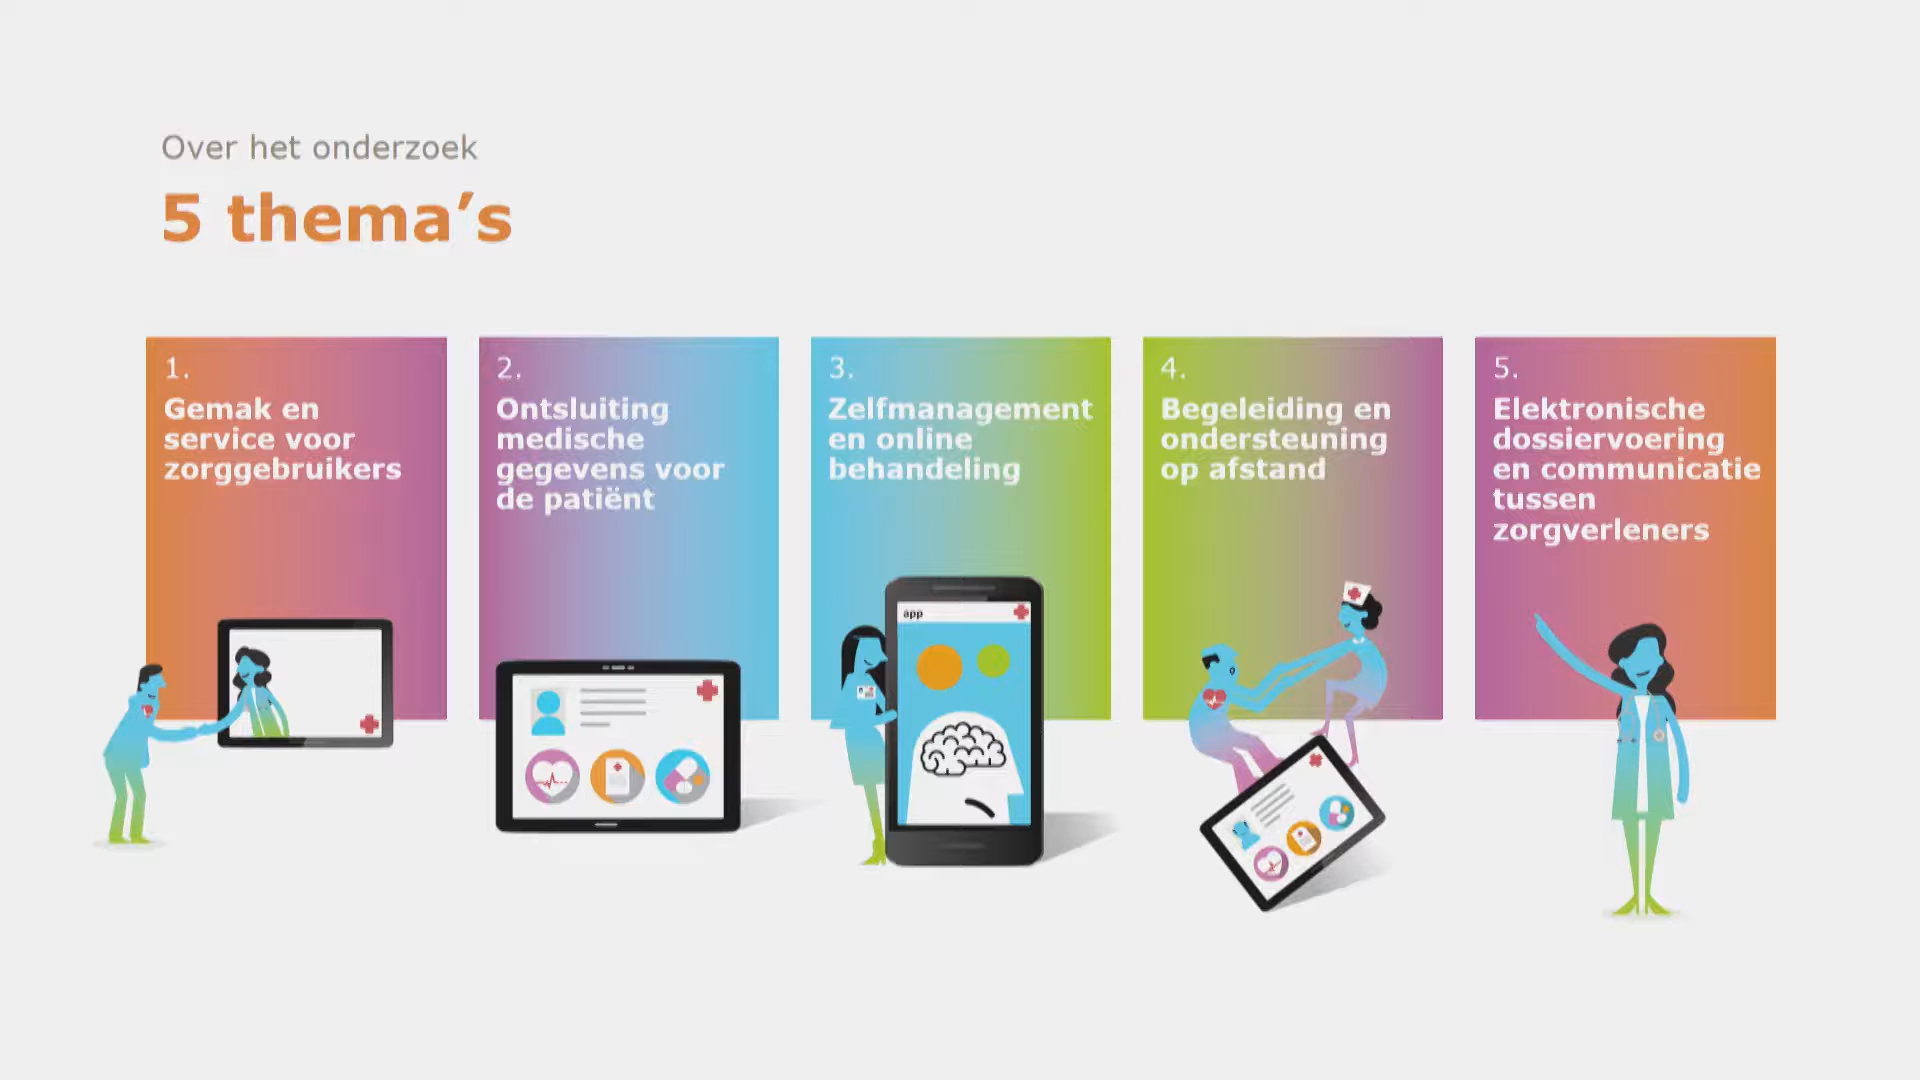 Over het onderzoek
5 thema’s
1.
Gemak en
service voor
zorggebruikers
2.
Ontsluiting
medische
gegevens voor
de patiënt
3.
Zelfmanagement
en online
behandeling
app
4.
Begeleiding en
ondersteuning
op afstand
5.
Elektronische
dossiervoering
en communicatie
tussen
zorgverleners